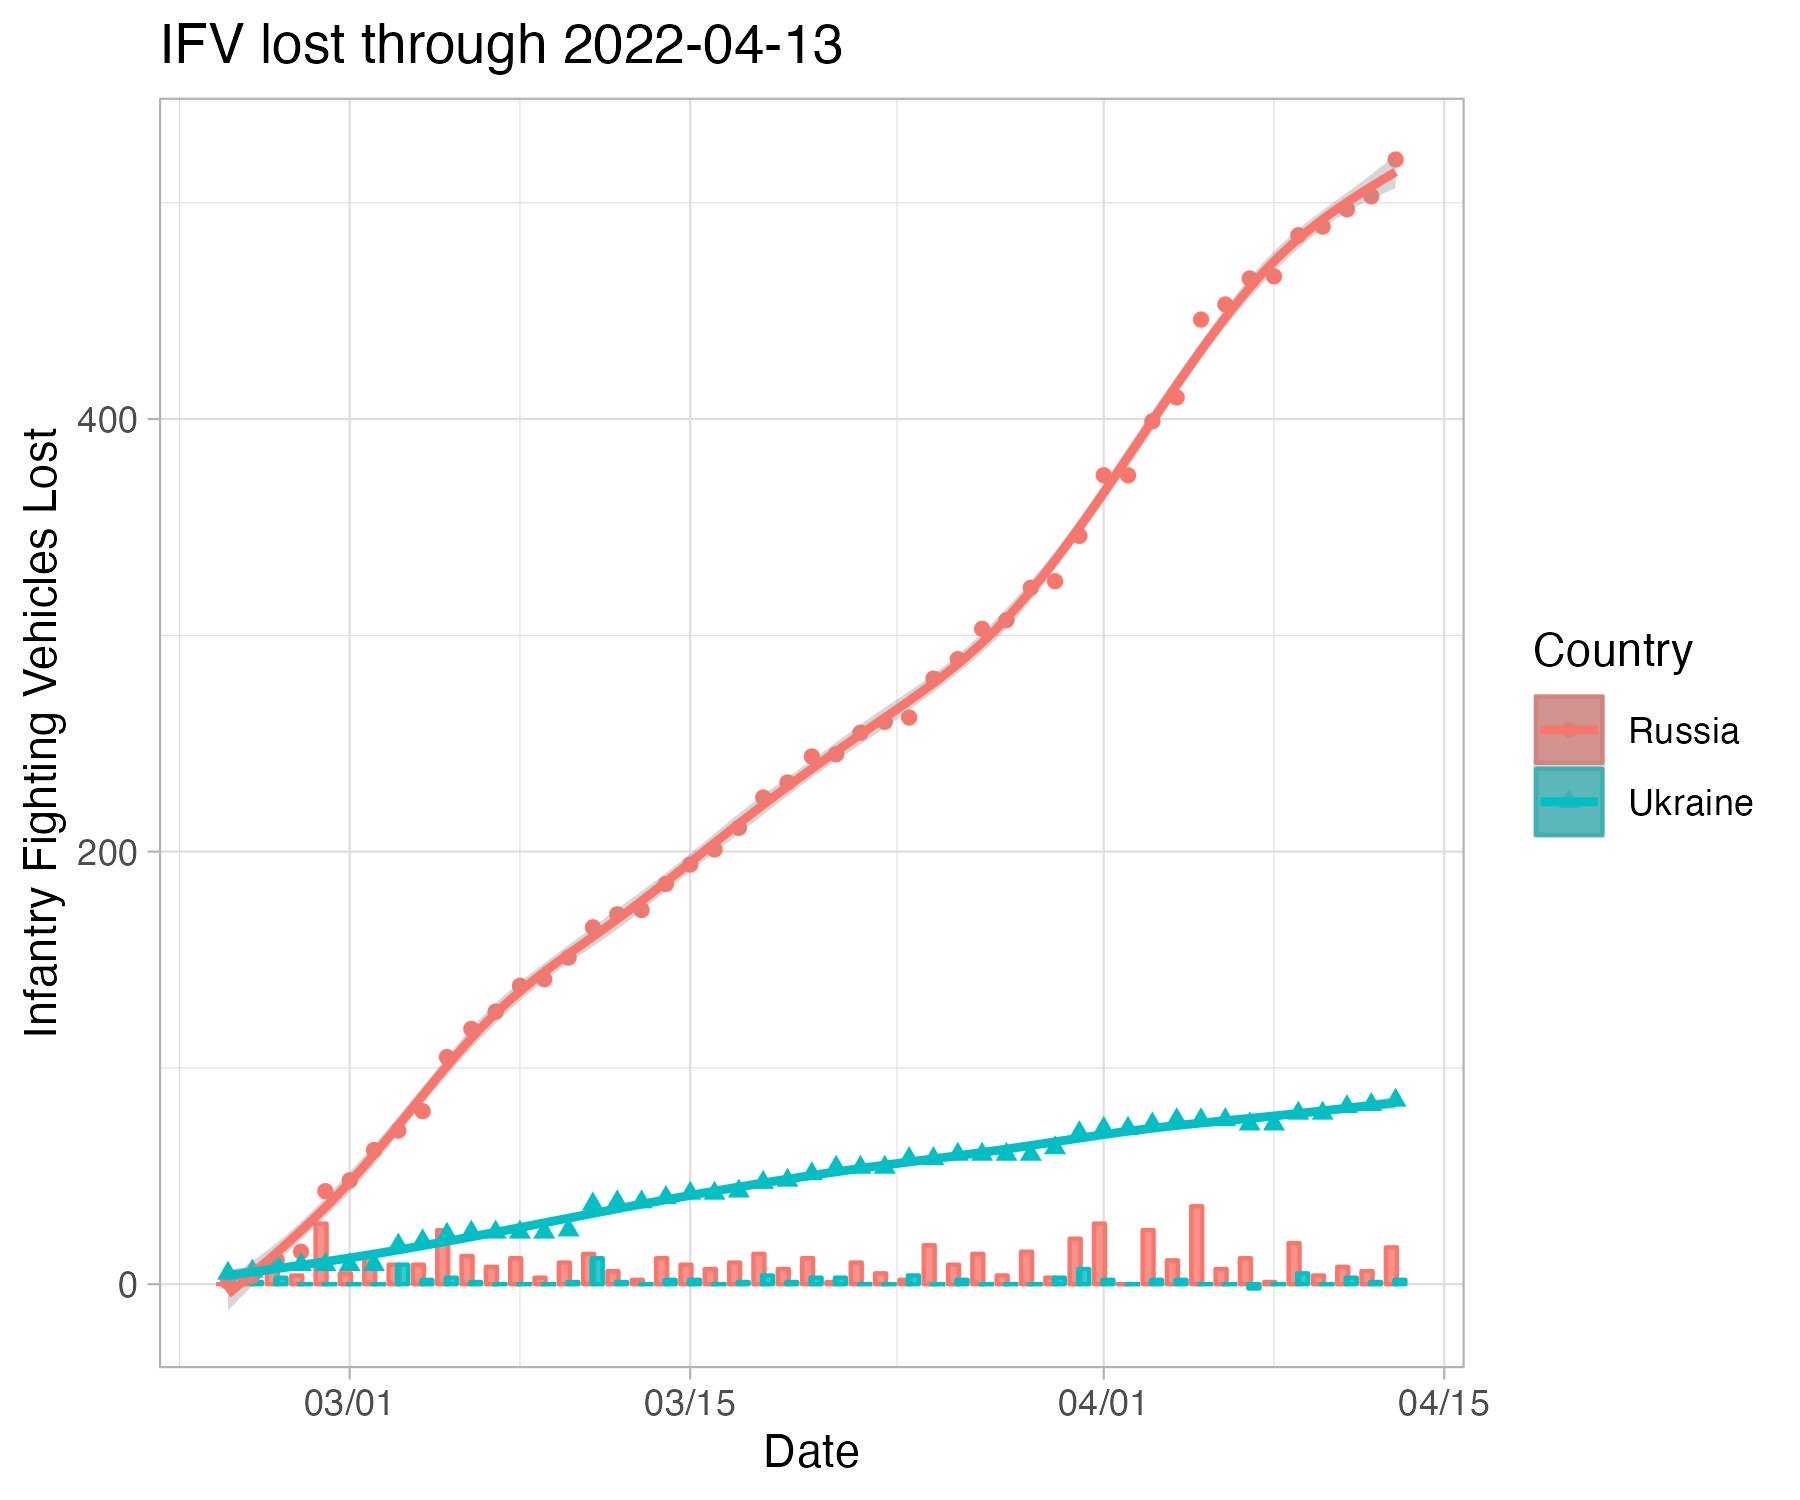 IFV lost through 2022-04-13
Infantry Fighting Vehicles Lost
400
200
0
03/01
03/15
04/01
04/15
Date
Country
Russia
Ukraine